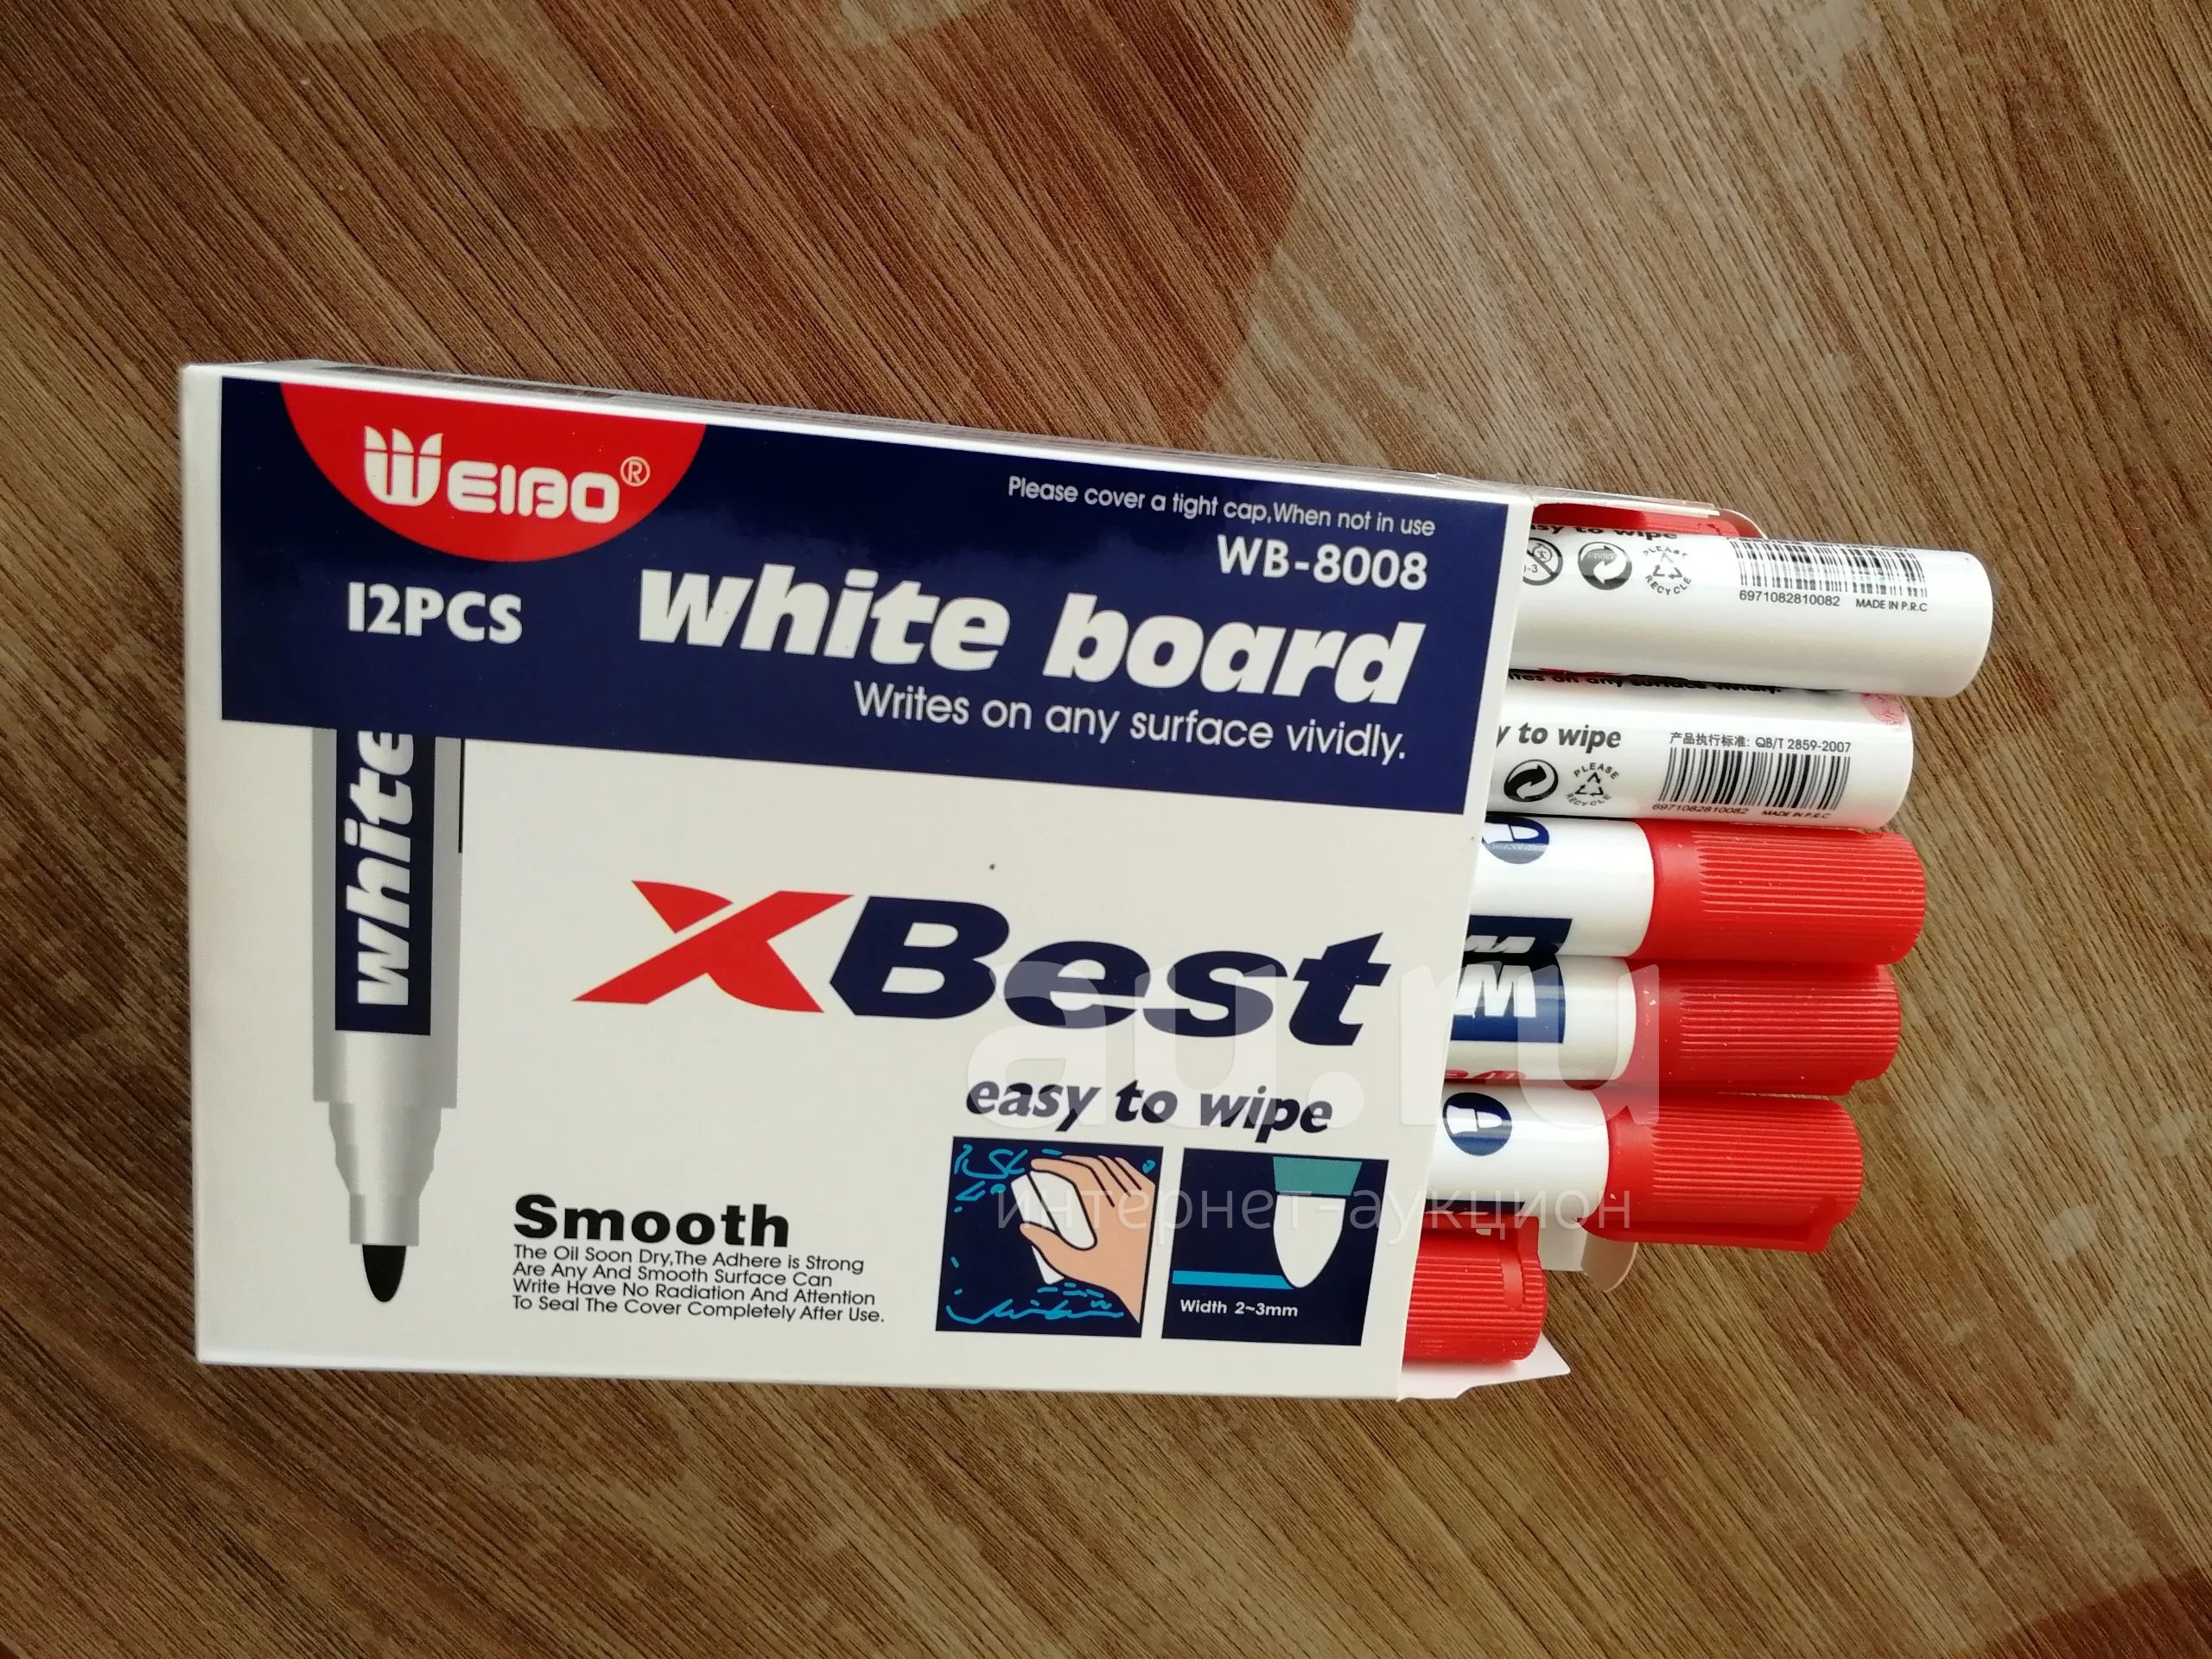 WEIBO®
Please cover a tight cap,When not in use
WB-8008
12PCS
white board
Writes on any surface vividly.
white
XBest
easy to wipe
Smooth
The Oil Soon Dry,The Adhere is Strong
Are Any And Smooth Surface Can
Write Have No Radiation And Attention
To Seal The Cover Completely After Use.
Width 2~3mm
easy to wipe
PLEASE RECYCLE
6971082810082 MADE IN P.R.C
y to wipe
产品执行标准: QB/T 2859-2007
PLEASE RECYCLE
6971082810082 MADE IN P.R.C
au.ru
интернет-аукцион